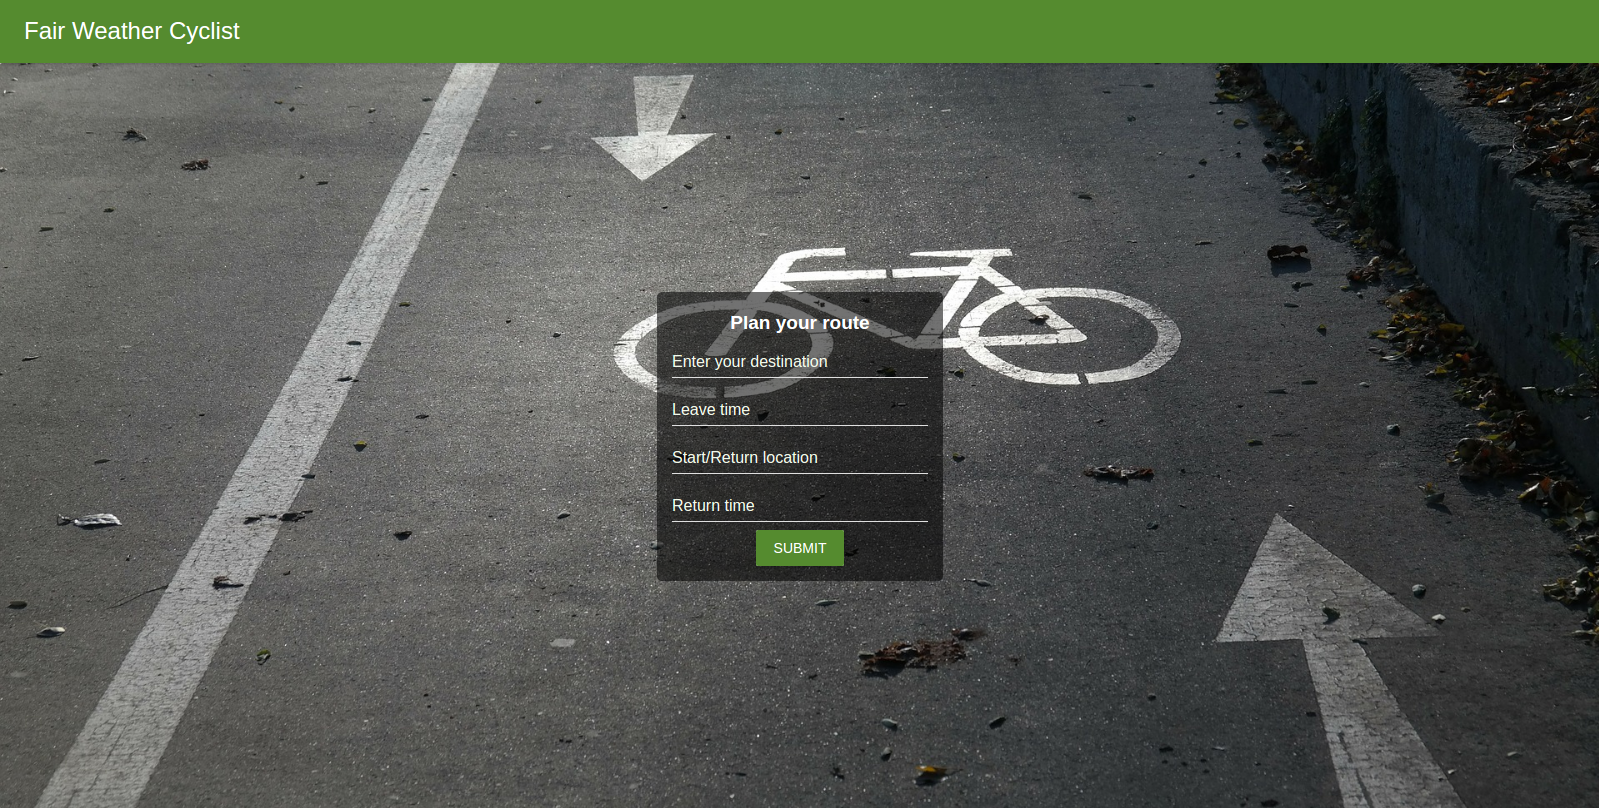 Fair Weather Cyclist
Plan your route
Enter your destination
Leave time
Start/Return location
Return time
SUBMIT